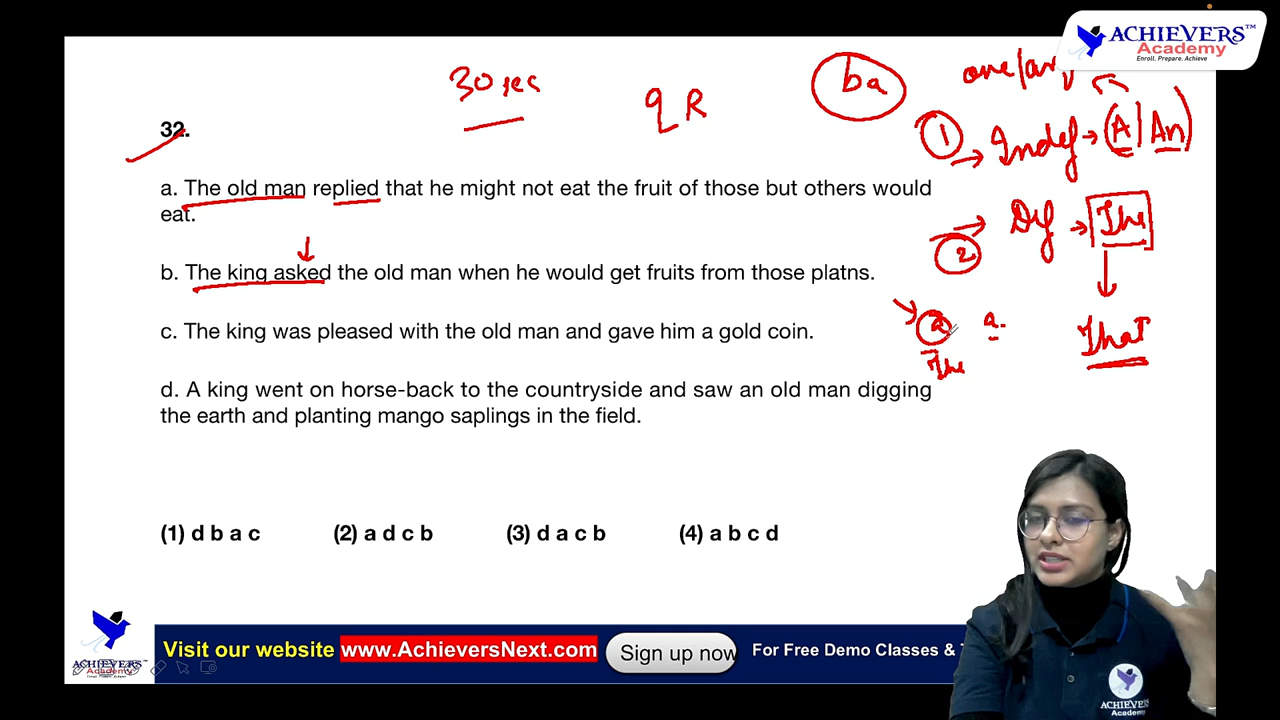 ACHIEVERS™
Academy
Enroll. Prepare. Achieve.
30 sec
q R
ba
one/any
1 → Indef → (A | An)
32.
a. The old man replied that he might not eat the fruit of those but others would
eat.
2 → Def → The
b. The king asked the old man when he would get fruits from those platns.
c. The king was pleased with the old man and gave him a gold coin.
a a.
The
That
d. A king went on horse-back to the countryside and saw an old man digging
the earth and planting mango saplings in the field.
(1) d b a c (2) a d c b (3) d a c b (4) a b c d
ACHIEVERS
Academy
Visit our website www.AchieversNext.com Sign up now For Free Demo Classes &
ACHIEVERS
Academy